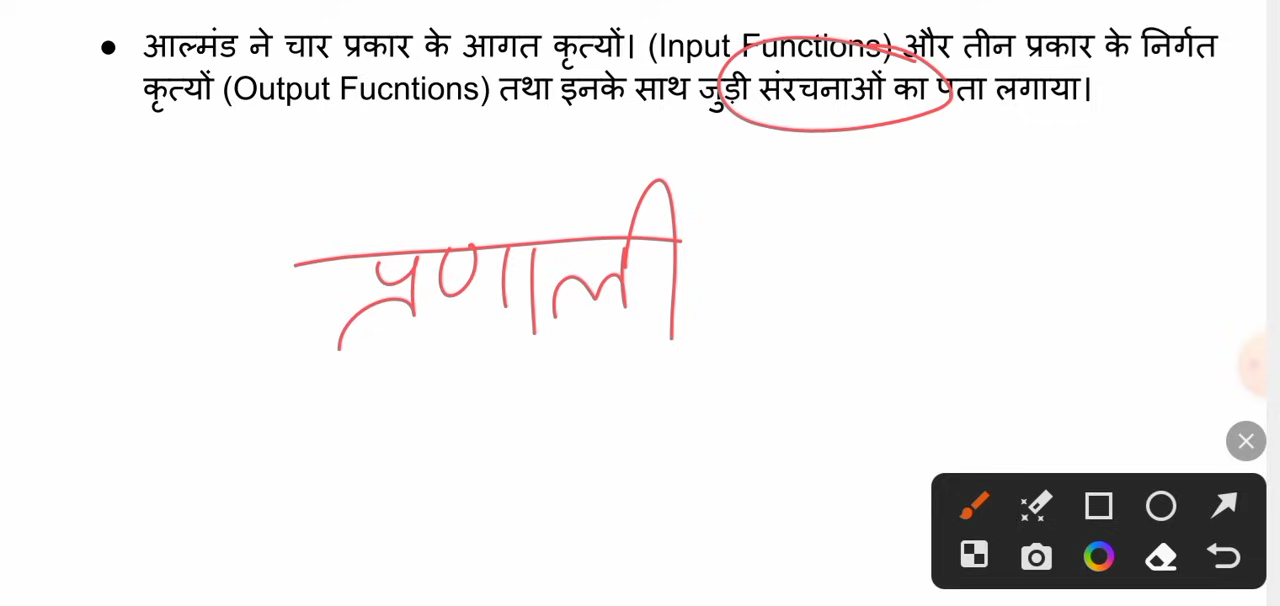 ● आल्मंड ने चार प्रकार के आगत कृत्यों। (Input Functions) और तीन प्रकार के निर्गत
कृत्यों (Output Fucntions) तथा इनके साथ जुड़ी संरचनाओं का पता लगाया।
प्रणाली